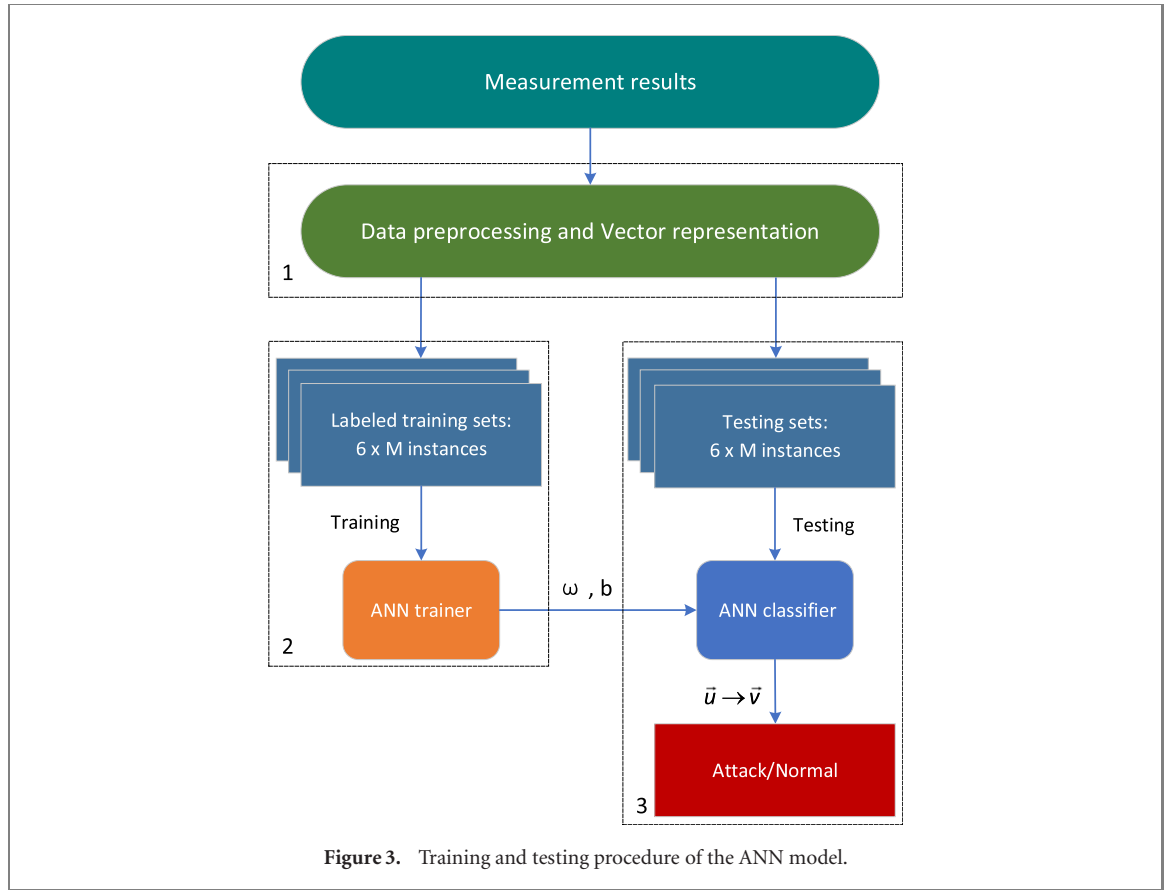 Measurement results
Data preprocessing and Vector representation
1
Labeled training sets:
6 x M instances
Training
ANN trainer
2
ω , b
Testing sets:
6 x M instances
Testing
ANN classifier
u⃗ → v⃗
Attack/Normal
3
Figure 3. Training and testing procedure of the ANN model.